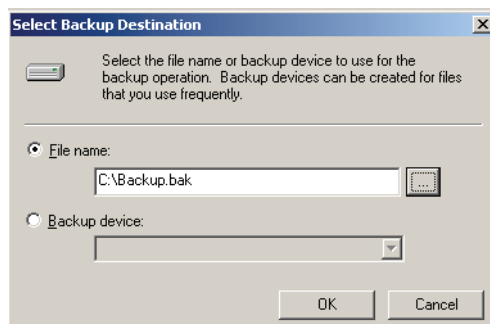 Select Backup Destination
Select the file name or backup device to use for the
backup operation.  Backup devices can be created for files
that you use frequently.
File name:
C:\Backup.bak
...
Backup device:
OK
Cancel